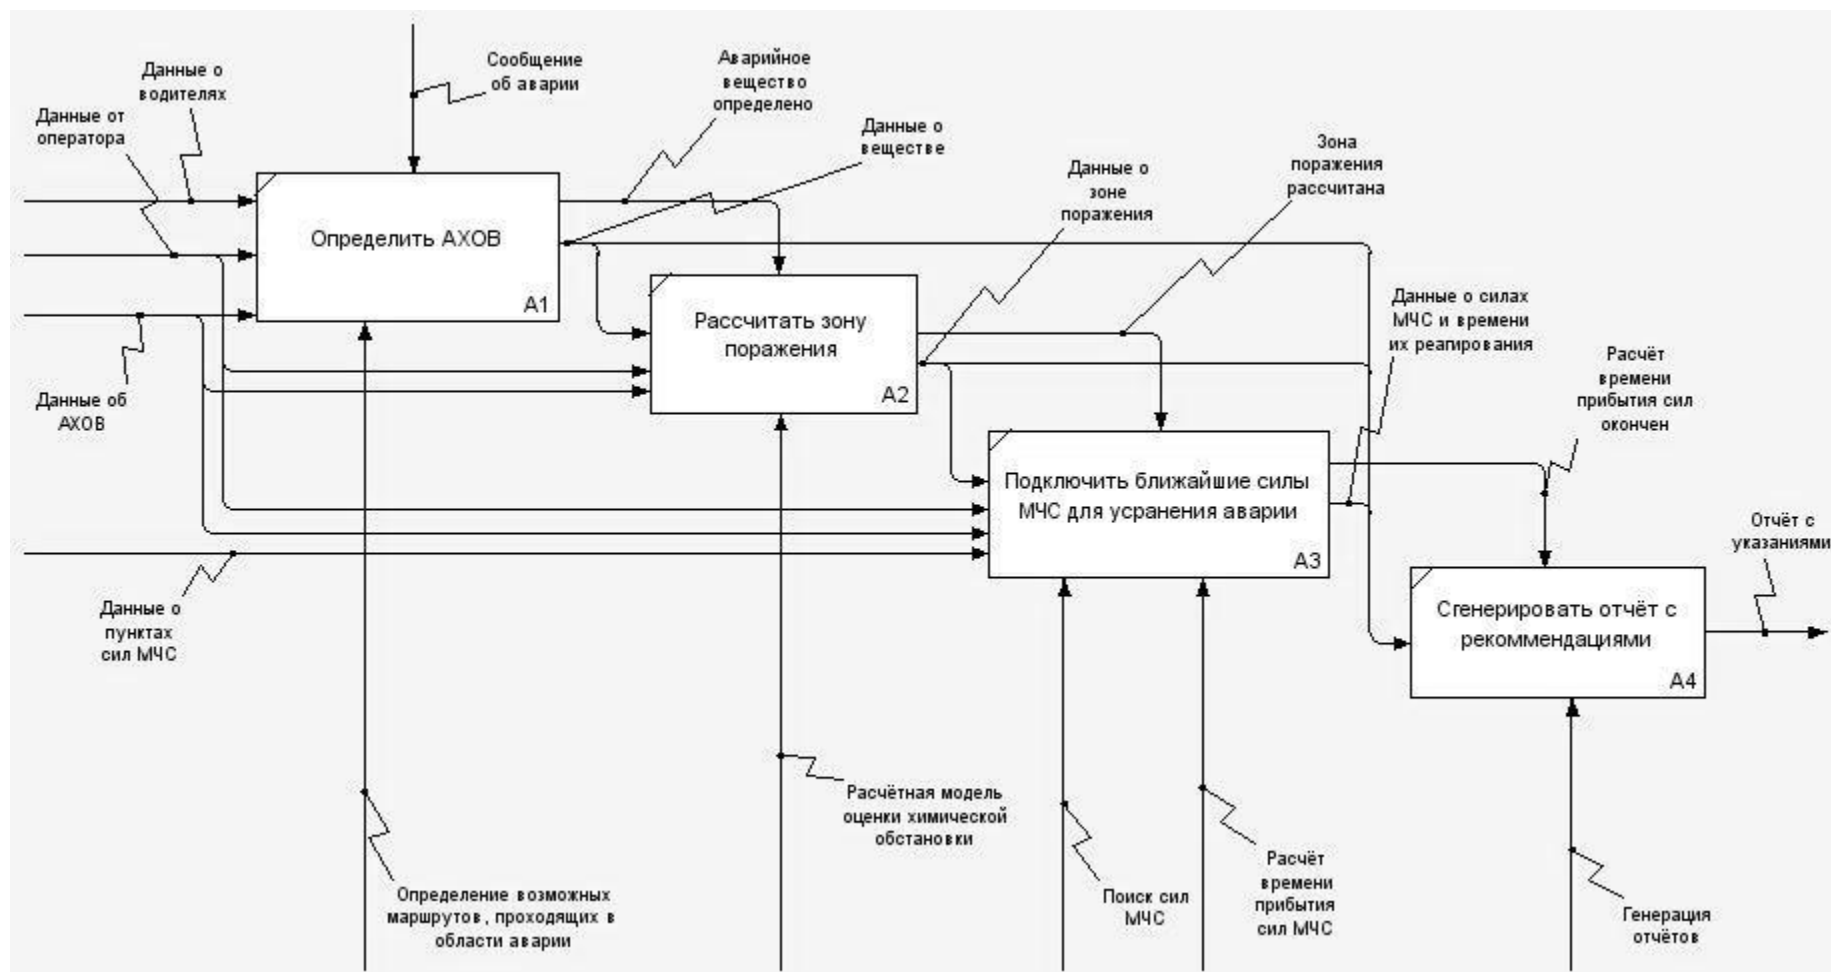 Сообщение
об аварии
Аварийное
вещество
определено
Данные о
водителях
Данные от
оператора
Данные о
веществе
Зона
поражения
рассчитана
Данные о
зоне
поражения
Определить АХОВ
A1
Данные о силах
МЧС и времени
их реагирования
Рассчитать зону
поражения
A2
Расчёт
времени
прибытия сил
окончен
Данные об
АХОВ
Подключить ближайшие силы
МЧС для усранения аварии
A3
Отчёт с
указаниями
Данные о
пунктах
сил МЧС
Сгенерировать отчёт с
рекоммендациями
A4
Расчётная модель
оценки химической
обстановки
Определение возможных
маршрутов, проходящих в
области аварии
Поиск сил
МЧС
Расчёт
времени
прибытия
сил МЧС
Генерация
отчётов